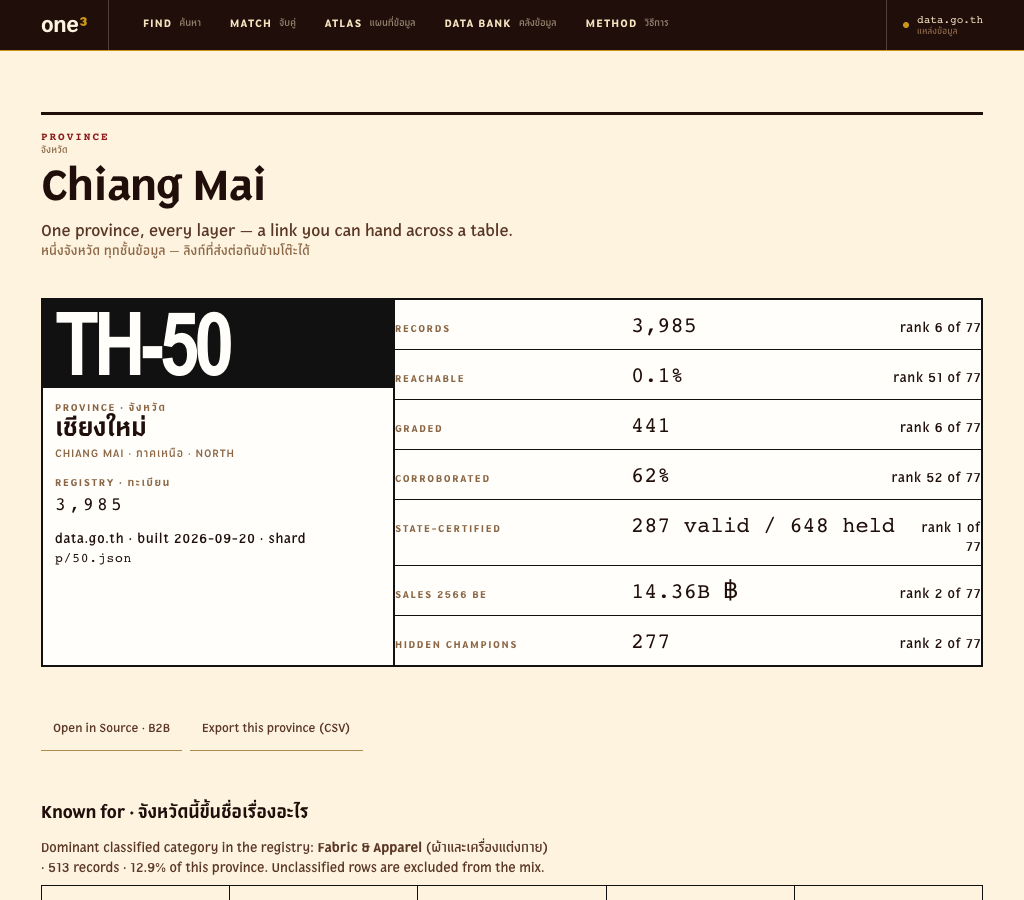 one³
FIND ค้นหา
MATCH จับคู่
ATLAS แผนที่ข้อมูล
DATA BANK คลังข้อมูล
METHOD วิธีการ
data.go.th
แหล่งข้อมูล
PROVINCE
จังหวัด
Chiang Mai
One province, every layer — a link you can hand across a table.
หนึ่งจังหวัด ทุกชั้นข้อมูล — ลิงก์ที่ส่งต่อกันข้ามโต๊ะได้
TH-50
PROVINCE · จังหวัด
เชียงใหม่
CHIANG MAI · ภาคเหนือ · NORTH
REGISTRY · ทะเบียน
3,985
data.go.th · built 2026-09-20 · shard
p/50.json
RECORDS 3,985 rank 6 of 77
REACHABLE 0.1% rank 51 of 77
GRADED 441 rank 6 of 77
CORROBORATED 62% rank 52 of 77
STATE-CERTIFIED 287 valid / 648 held rank 1 of
77
SALES 2566 BE 14.36B ฿ rank 2 of 77
HIDDEN CHAMPIONS 277 rank 2 of 77
Open in Source · B2B
Export this province (CSV)
Known for · จังหวัดนี้ขึ้นชื่อเรื่องอะไร
Dominant classified category in the registry: Fabric & Apparel (ผ้าและเครื่องแต่งกาย)
· 513 records · 12.9% of this province. Unclassified rows are excluded from the mix.